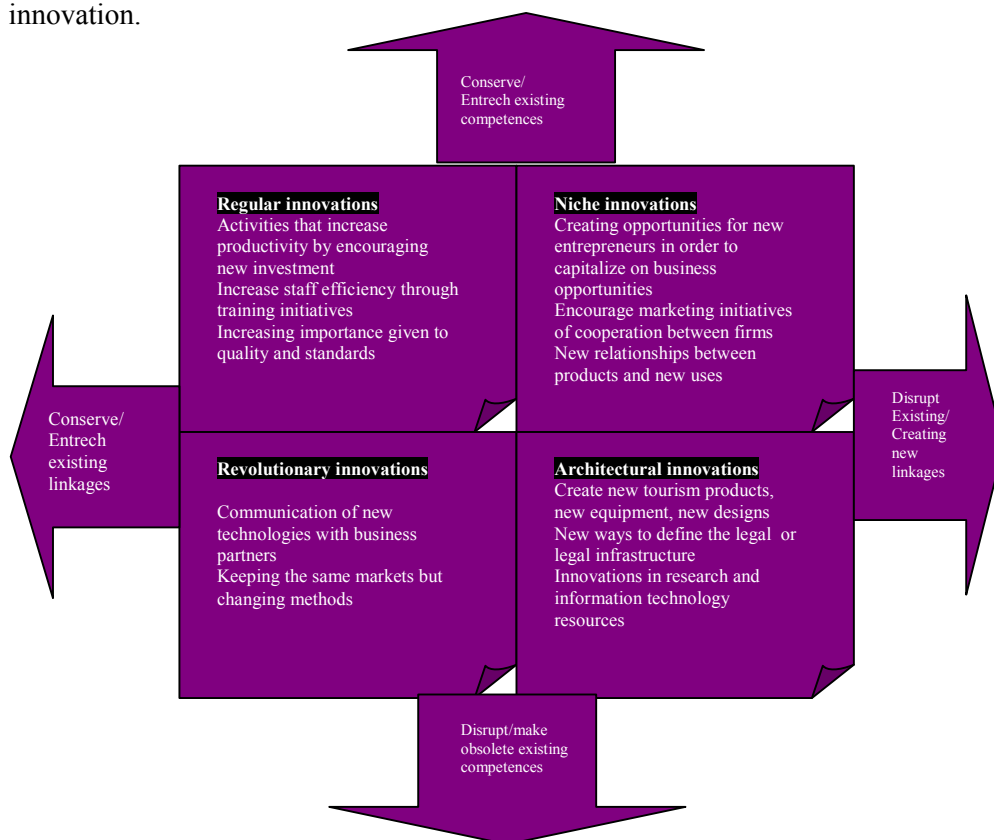 innovation.
Conserve/
Entrech existing
competences
Regular innovations
Activities that increase
productivity by encouraging
new investment
Increase staff efficiency through
training initiatives
Increasing importance given to
quality and standards
Niche innovations
Creating opportunities for new
entrepreneurs in order to
capitalize on business
opportunities
Encourage marketing initiatives
of cooperation between firms
New relationships between
products and new uses
Conserve/
Entrech
existing
linkages
Disrupt
Existing/
Creating
new
linkages
Revolutionary innovations
Communication of new
technologies with business
partners
Keeping the same markets but
changing methods
Architectural innovations
Create new tourism products,
new equipment, new designs
New ways to define the legal or
legal infrastructure
Innovations in research and
information technology
resources
Disrupt/make
obsolete existing
competences